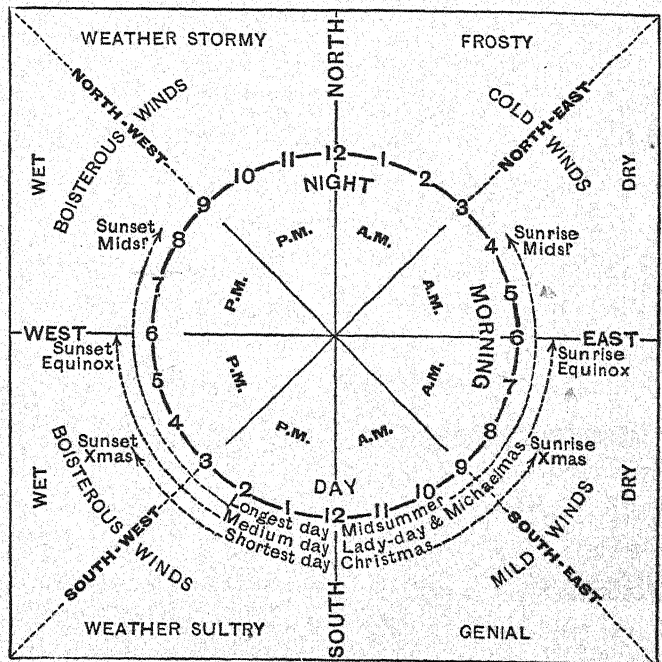 WEATHER STORMY
NORTH
FROSTY
NORTH-WEST
BOISTEROUS WINDS
COLD WINDS
NORTH-EAST
WET
DRY
12
1
2
3
4
5
6
7
8
9
10
11
12
1
2
3
4
5
6
7
8
9
10
11
NIGHT
P.M.
A.M.
P.M.
A.M.
MORNING
P.M.
A.M.
P.M.
A.M.
DAY
Sunset
Midsr
Sunrise
Midsr
WEST
EAST
Sunset
Equinox
Sunrise
Equinox
Sunset
Xmas
Sunrise
Xmas
Longest day Midsummer
Medium day Lady-day & Michaelmas
Shortest day Christmas
WET
DRY
BOISTEROUS WINDS
SOUTH-WEST
MILD WINDS
SOUTH-EAST
WEATHER SULTRY
SOUTH
GENIAL